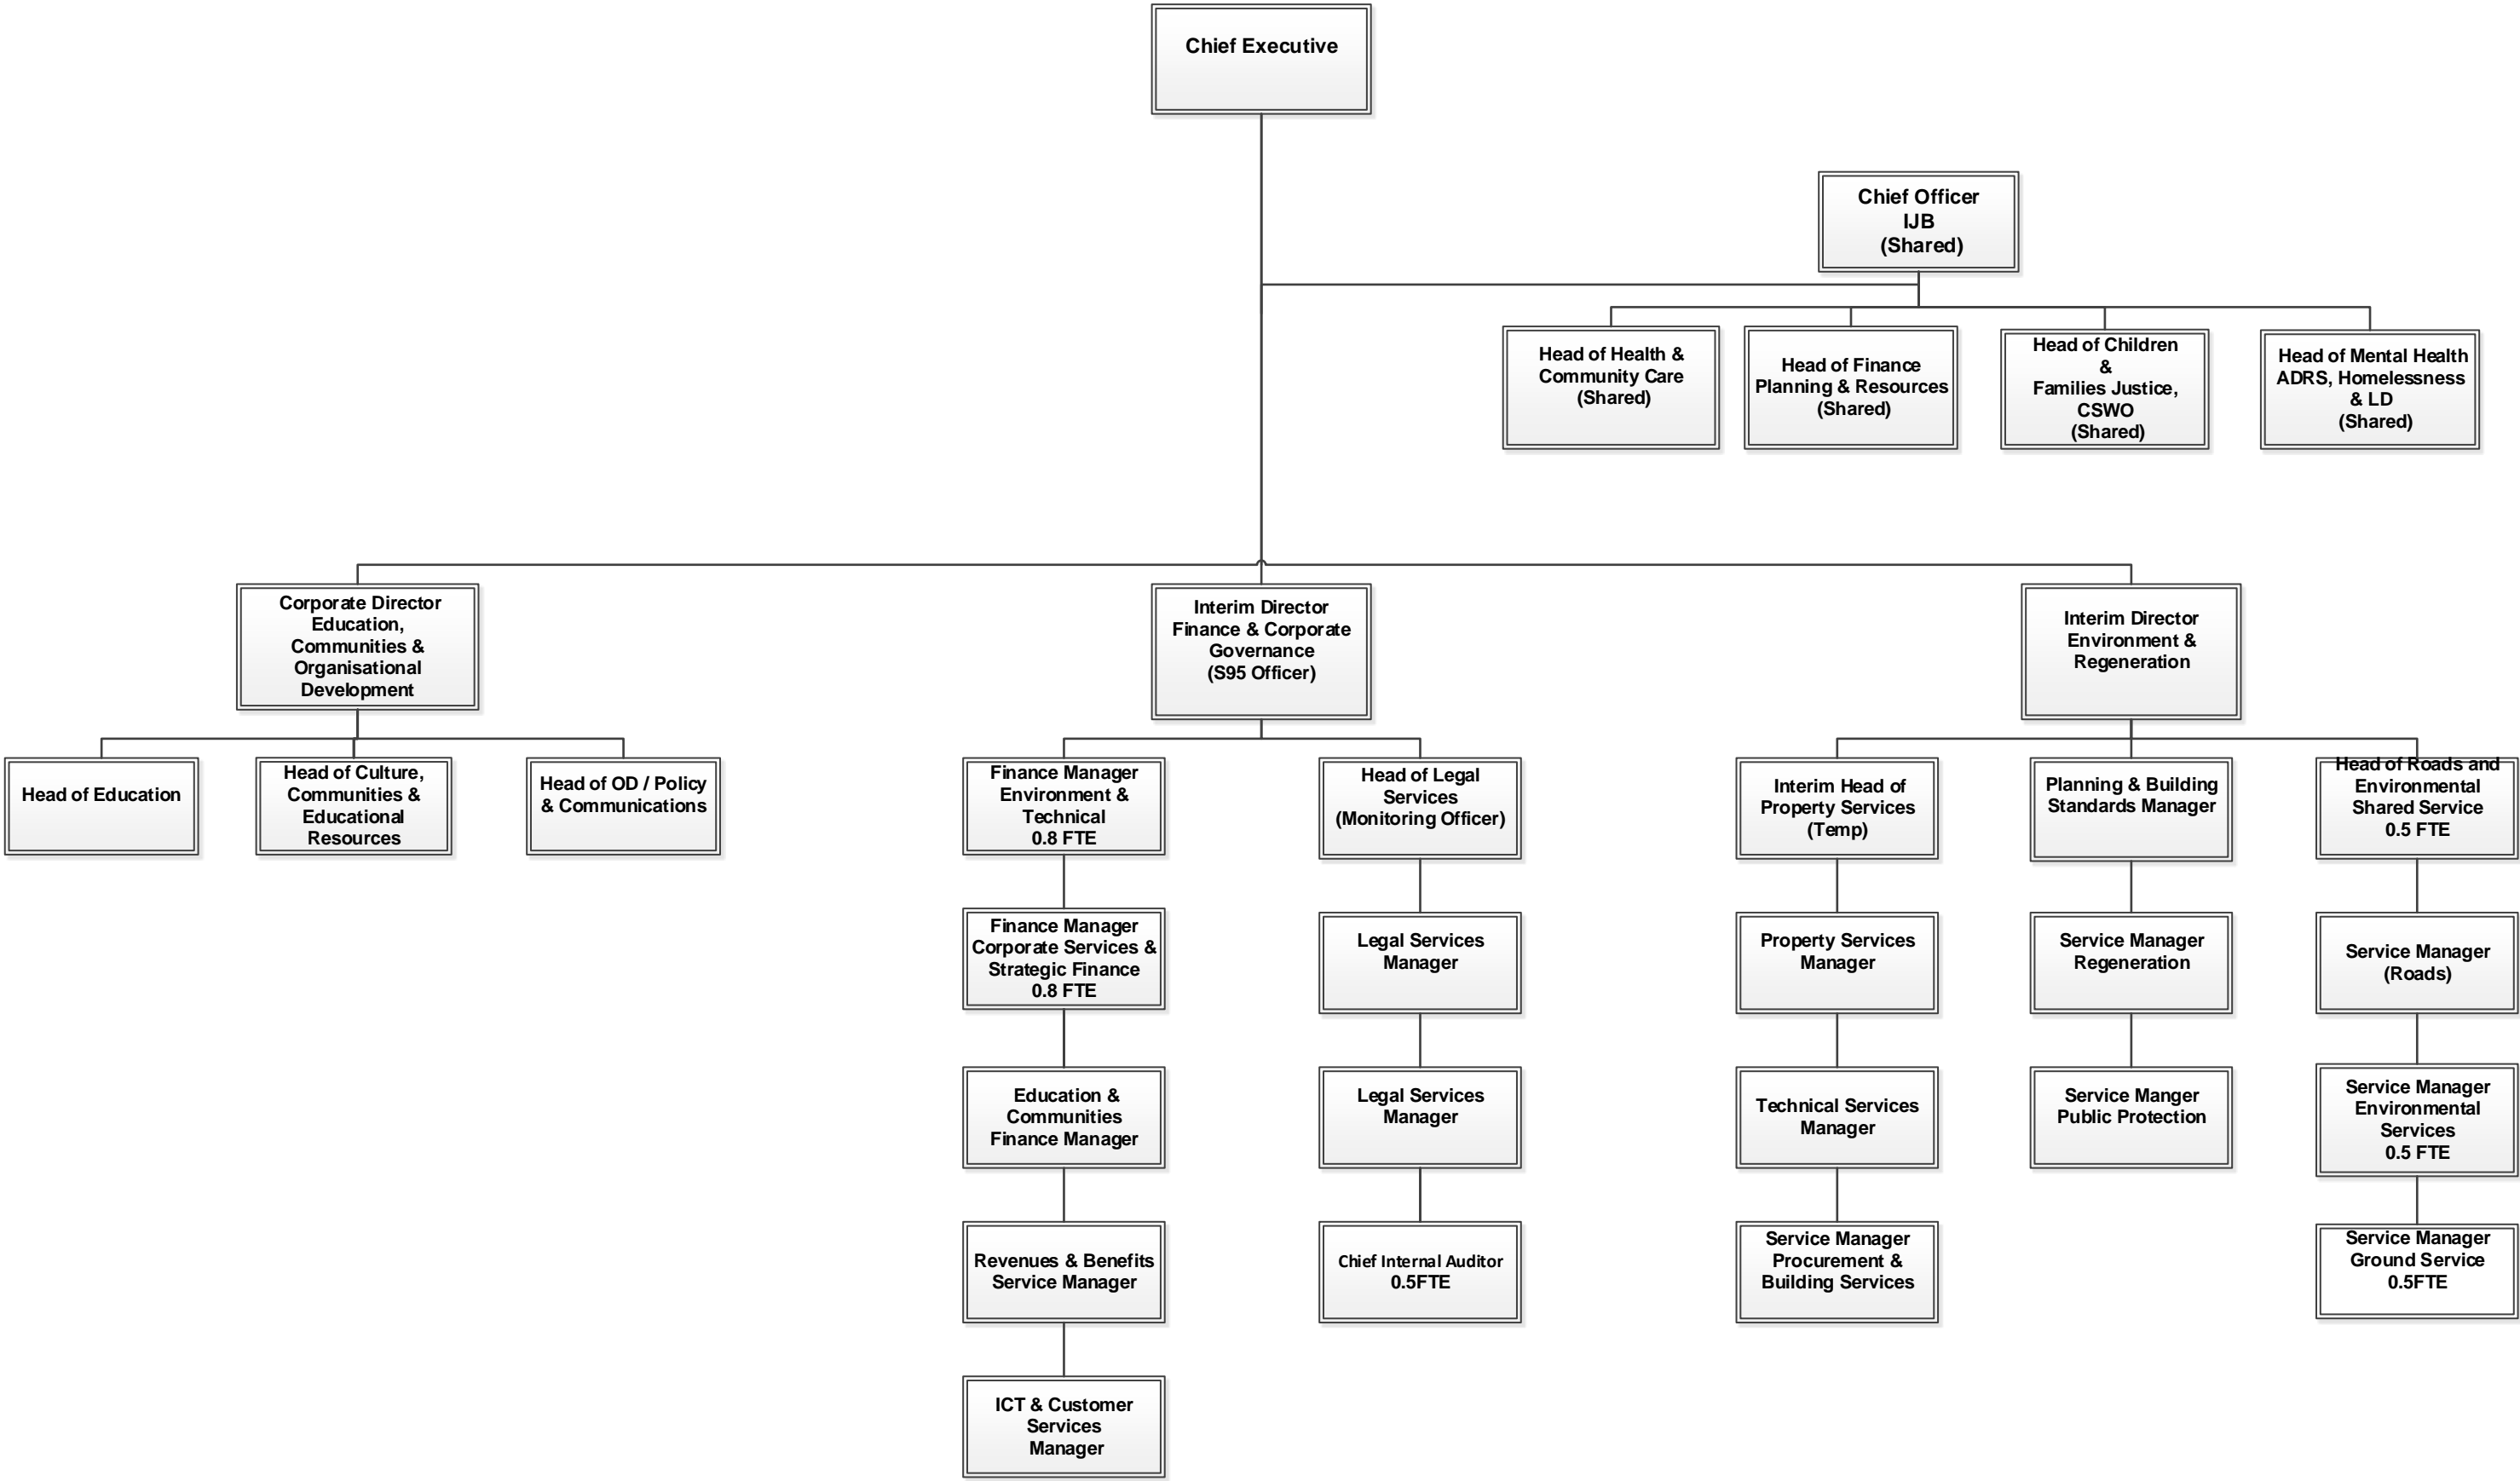 Chief Executive
Chief Officer
IJB
(Shared)
Head of Health &
Community Care
(Shared)
Head of Finance
Planning & Resources
(Shared)
Head of Children
&
Families Justice,
CSWO
(Shared)
Head of Mental Health
ADRS, Homelessness
& LD
(Shared)
Corporate Director
Education,
Communities &
Organisational
Development
Interim Director
Finance & Corporate
Governance
(S95 Officer)
Interim Director
Environment &
Regeneration
Head of Education
Head of Culture,
Communities &
Educational
Resources
Head of OD / Policy
& Communications
Finance Manager
Environment &
Technical
0.8 FTE
Head of Legal
Services
(Monitoring Officer)
Interim Head of
Property Services
(Temp)
Planning & Building
Standards Manager
Head of Roads and
Environmental
Shared Service
0.5 FTE
Finance Manager
Corporate Services &
Strategic Finance
0.8 FTE
Legal Services
Manager
Property Services
Manager
Service Manager
Regeneration
Service Manager
(Roads)
Education &
Communities
Finance Manager
Legal Services
Manager
Technical Services
Manager
Service Manger
Public Protection
Service Manager
Environmental
Services
0.5 FTE
Revenues & Benefits
Service Manager
Chief Internal Auditor
0.5FTE
Service Manager
Procurement &
Building Services
Service Manager
Ground Service
0.5FTE
ICT & Customer
Services
Manager